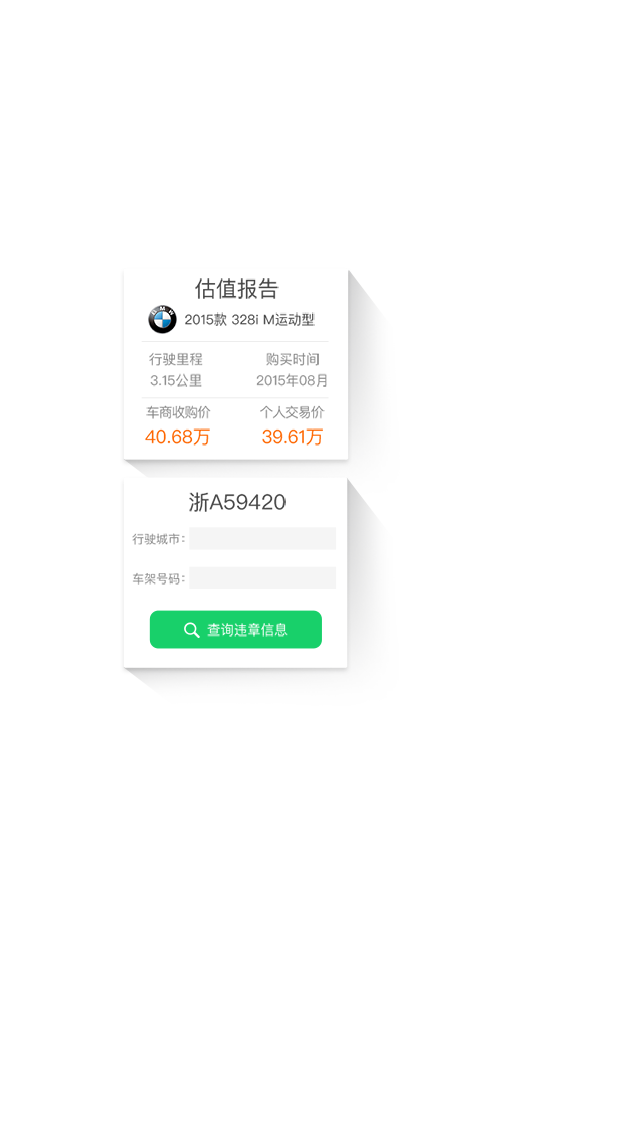 估值报告
BMW
2015款 328i M运动型
行驶里程 购买时间
3.15公里 2015年08月
车商收购价 个人交易价
40.68万 39.61万
浙A59420
行驶城市:
车架号码:
查询违章信息